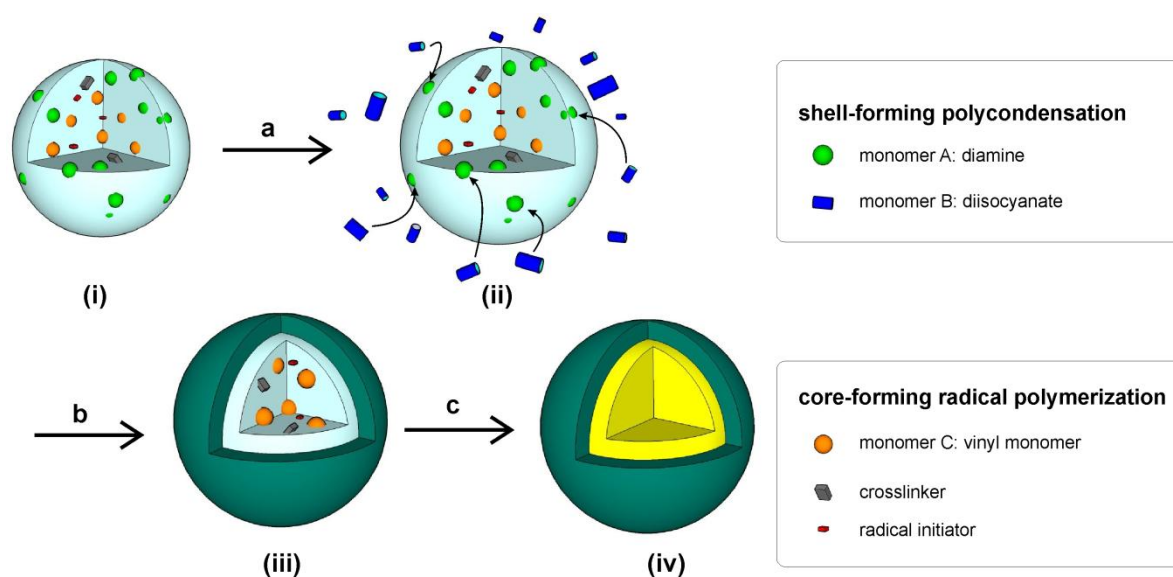 a
(i)
(ii)
shell-forming polycondensation
monomer A: diamine
monomer B: diisocyanate
b
c
(iii)
(iv)
core-forming radical polymerization
monomer C: vinyl monomer
crosslinker
radical initiator